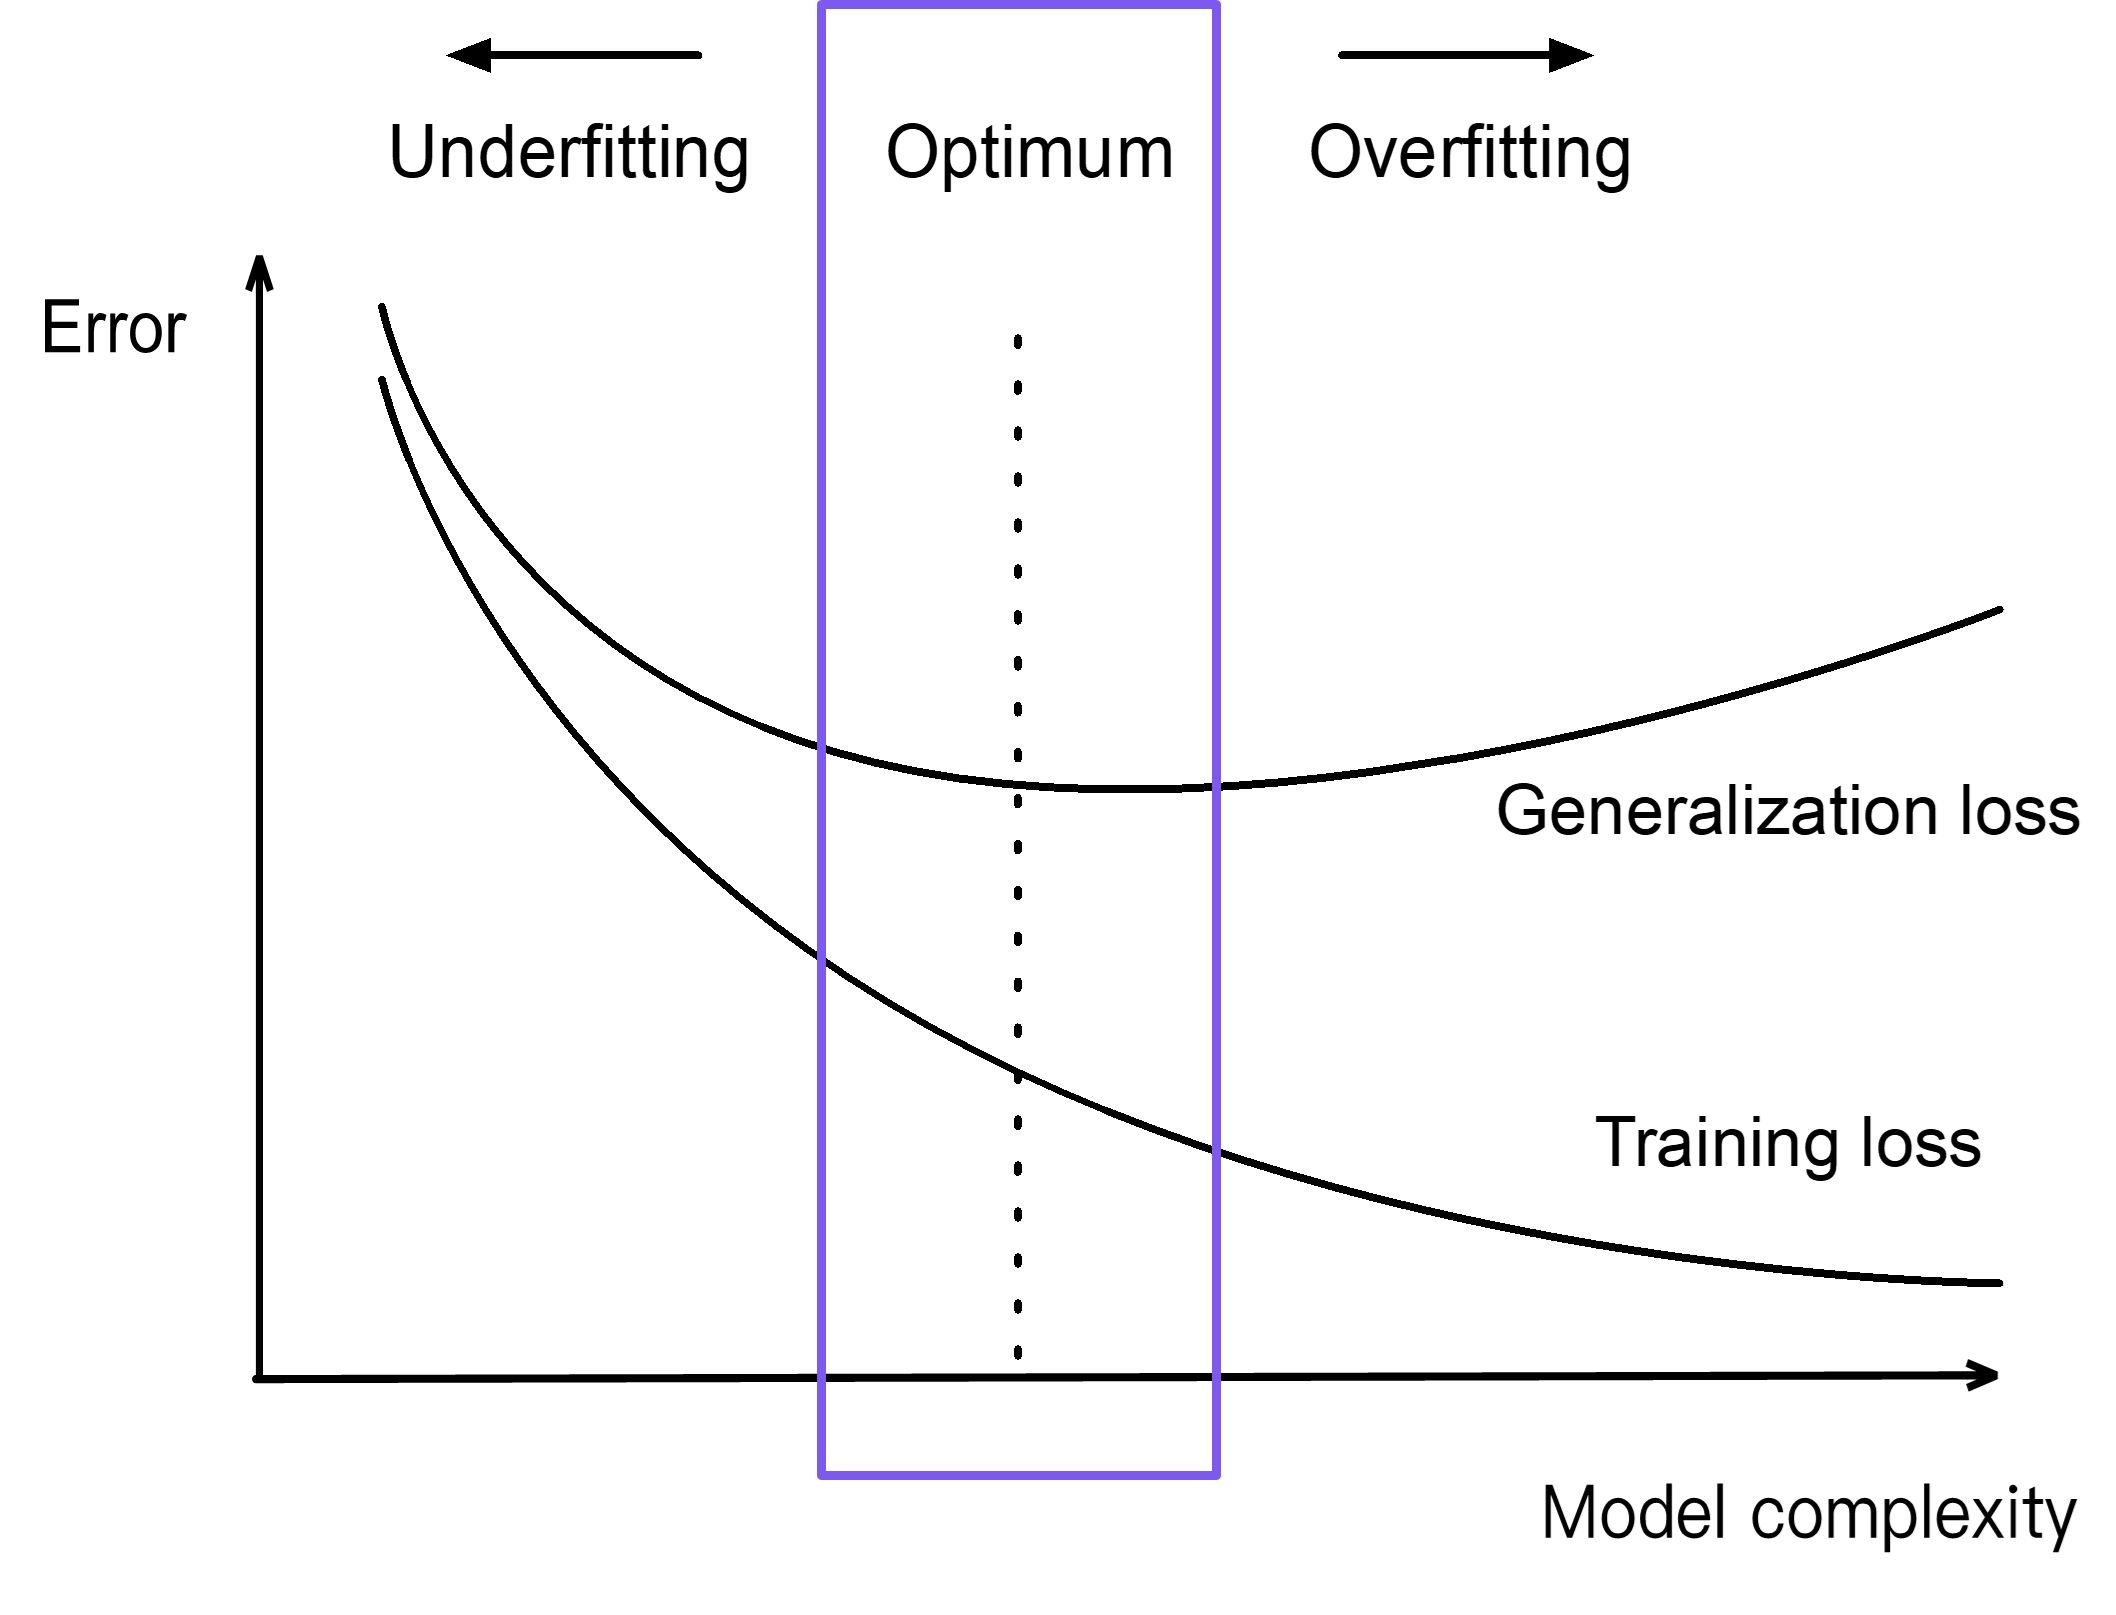 Underfitting
Optimum
Overfitting
Error
Generalization loss
Training loss
Model complexity